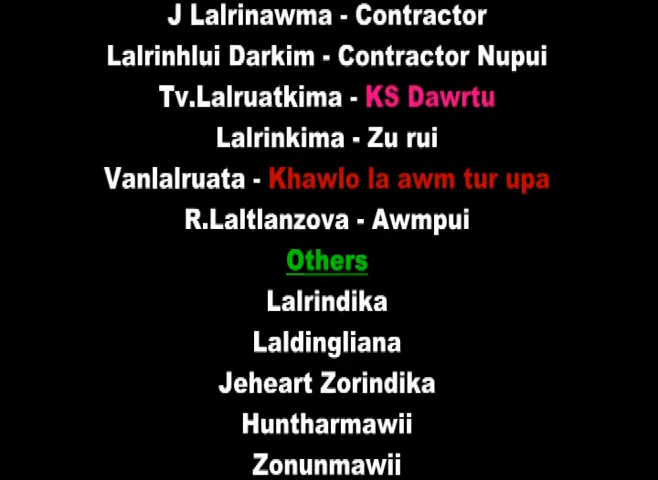 J Lalrinawma - Contractor
Lalrinhlui Darkim - Contractor Nupui
Tv.Lalruatkima - KS Dawrtu
Lalrinkima - Zu rui
Vanlalruata - Khawlo la awm tur upa
R.Laltlanzova - Awmpui
Others
Lalrindika
Laldingliana
Jeheart Zorindika
Huntharmawii
Zonunmawii